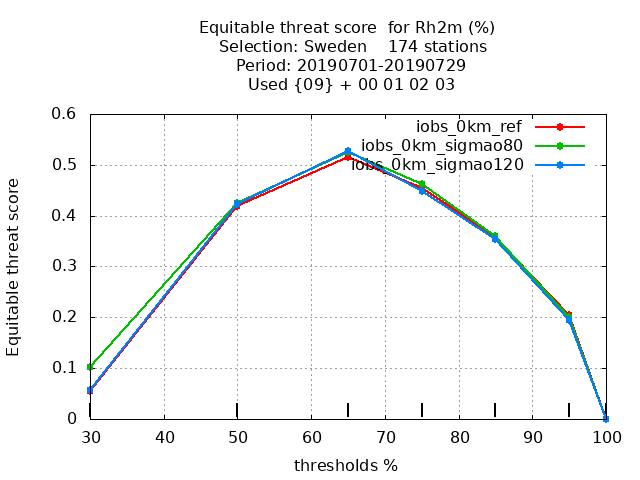 Equitable threat score for Rh2m (%)
Selection: Sweden 174 stations
Period: 20190701-20190729
Used {09} + 00 01 02 03
iobs_0km_ref
iobs_0km_sigmao80
iobs_0km_sigmao120
Equitable threat score
0.6
0.5
0.4
0.3
0.2
0.1
0
30 40 50 60 70 80 90 100
thresholds %